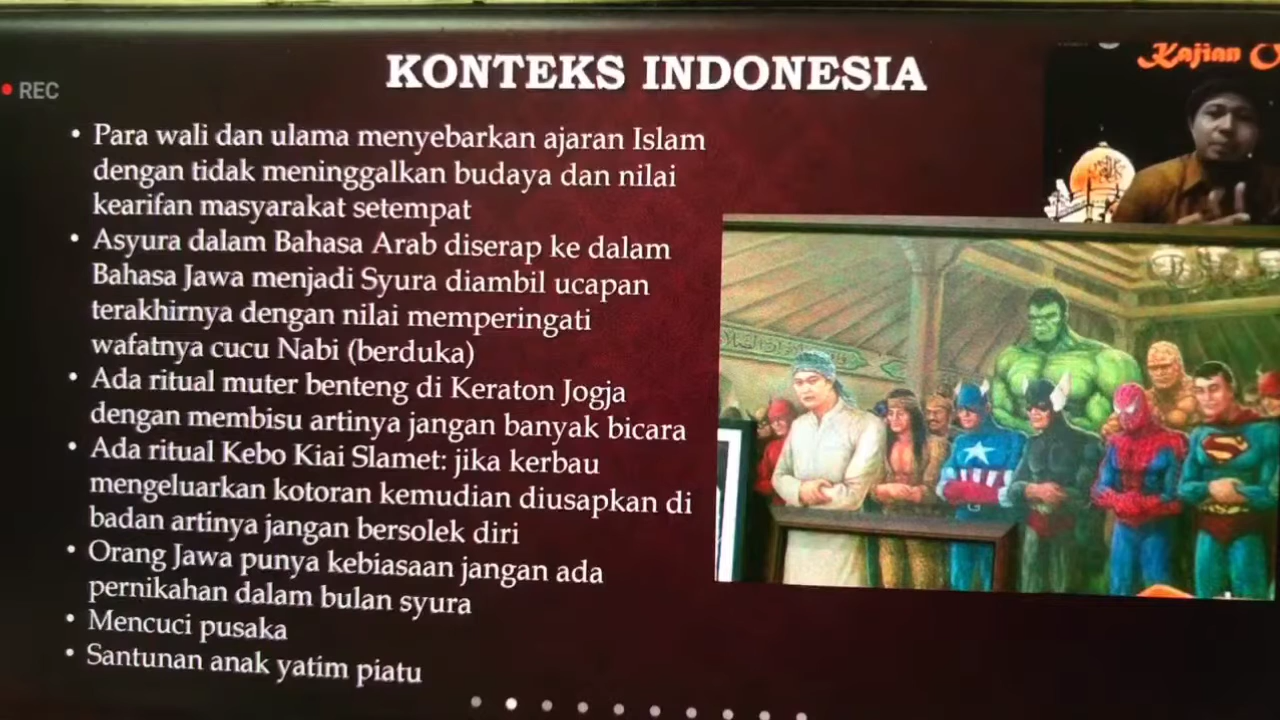 KONTEKS INDONESIA
REC
Kajian
• Para wali dan ulama menyebarkan ajaran Islam
dengan tidak meninggalkan budaya dan nilai
kearifan masyarakat setempat
• Asyura dalam Bahasa Arab diserap ke dalam
Bahasa Jawa menjadi Syura diambil ucapan
terakhirnya dengan nilai memperingati
wafatnya cucu Nabi (berduka)
• Ada ritual muter benteng di Keraton Jogja
dengan membisu artinya jangan banyak bicara
• Ada ritual Kebo Kiai Slamet: jika kerbau
mengeluarkan kotoran kemudian diusapkan di
badan artinya jangan bersolek diri
• Orang Jawa punya kebiasaan jangan ada
pernikahan dalam bulan syura
• Mencuci pusaka
• Santunan anak yatim piatu